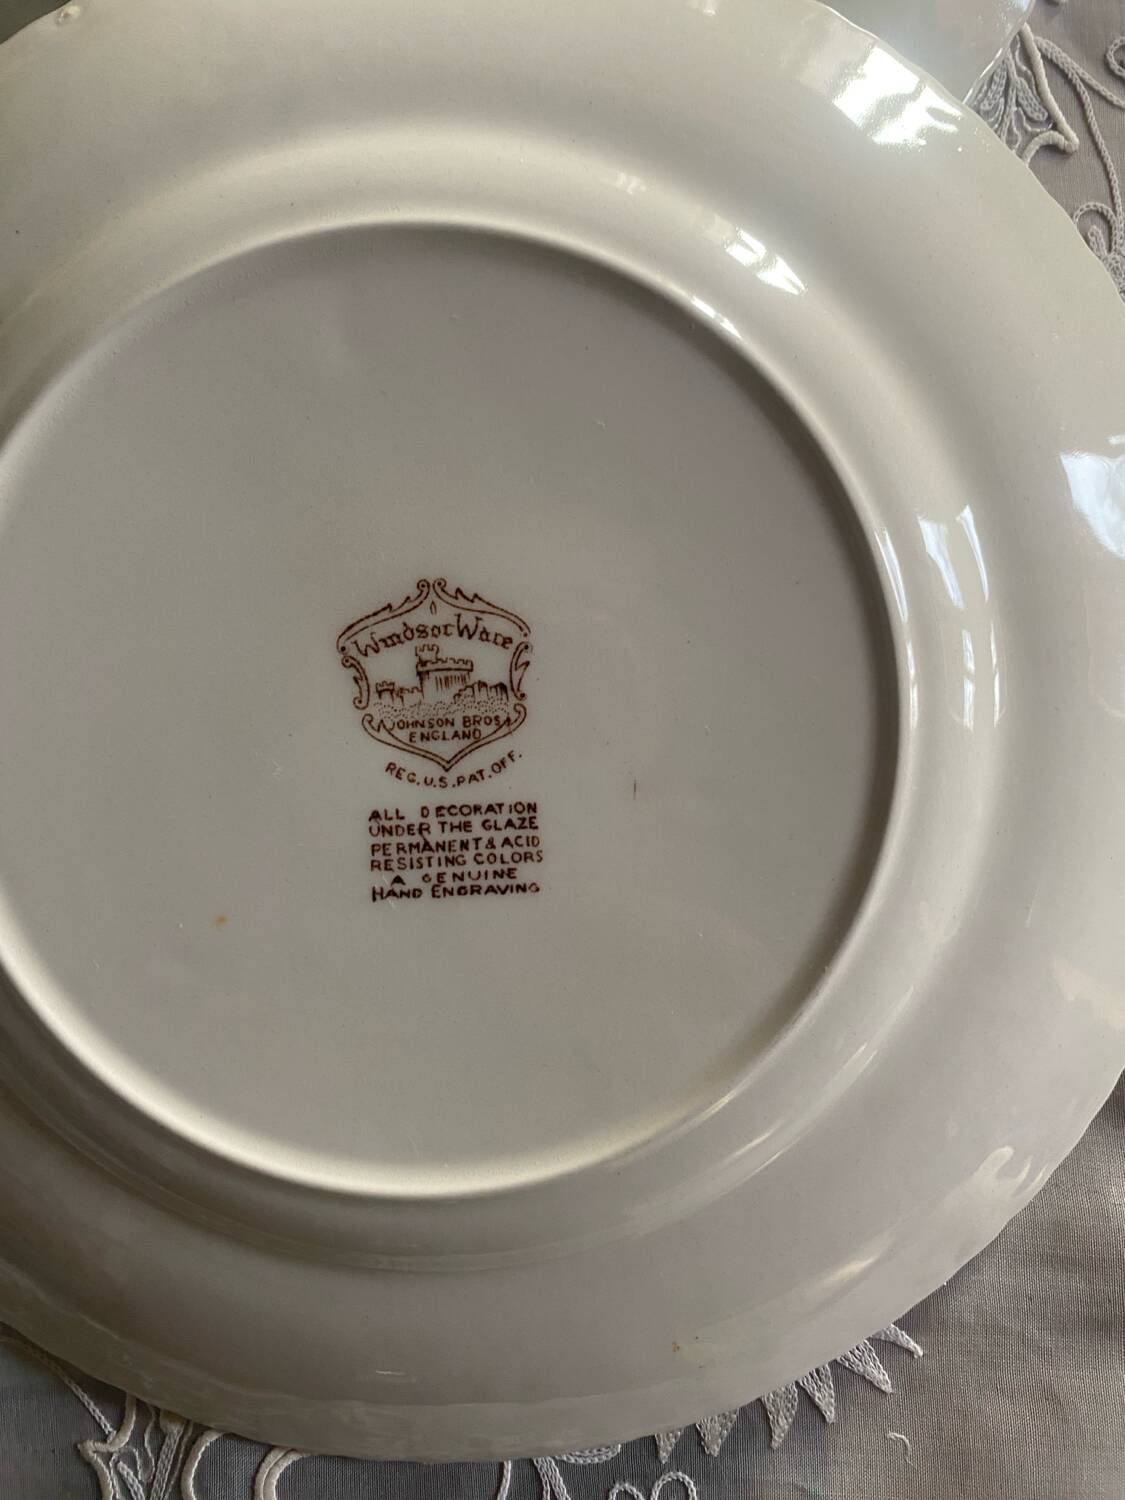 Windsor Ware
JOHNSON BROS
ENGLAND
REG. U.S. PAT. OFF.
ALL DECORATION
UNDER THE GLAZE
PERMANENT & ACID
RESISTING COLORS
A GENUINE
HAND ENGRAVING